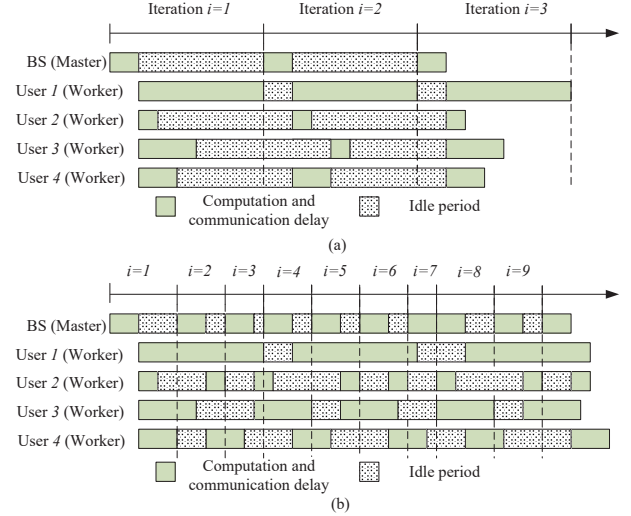 Iteration i=1 Iteration i=2 Iteration i=3
BS (Master)
User 1 (Worker)
User 2 (Worker)
User 3 (Worker)
User 4 (Worker)
Computation and
communication delay
Idle period
(a)
i=1 i=2 i=3 i=4 i=5 i=6 i=7 i=8 i=9
BS (Master)
User 1 (Worker)
User 2 (Worker)
User 3 (Worker)
User 4 (Worker)
Computation and
communication delay
Idle period
(b)